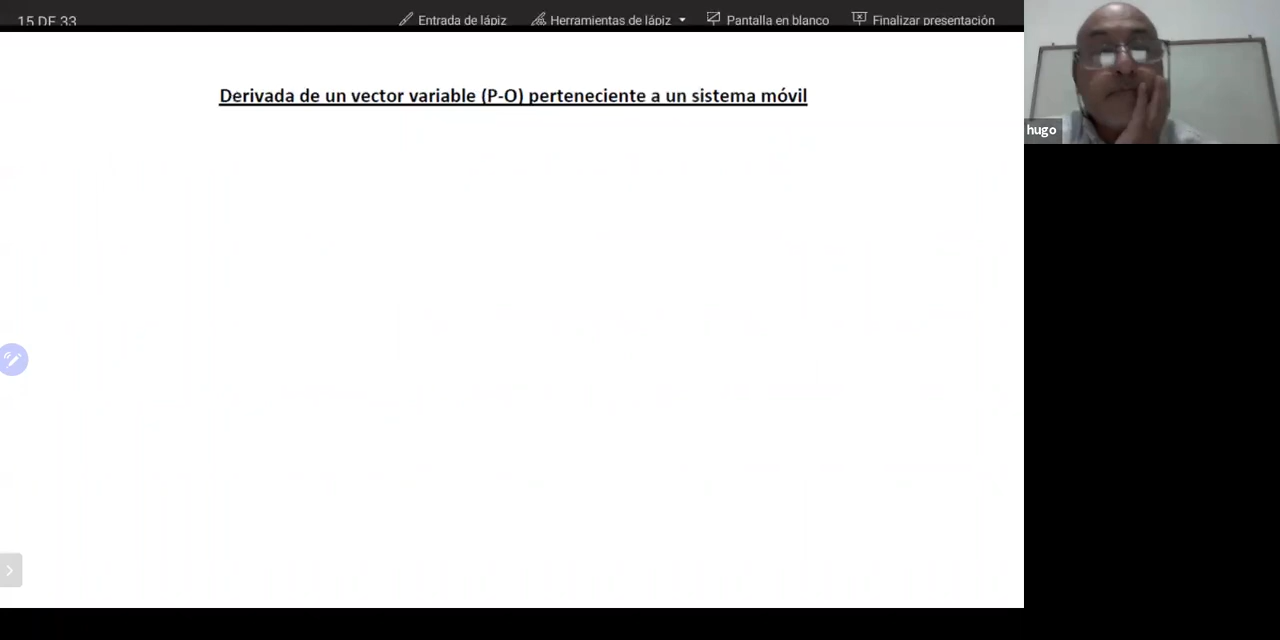 15 DE 33
Entrada de lápiz
Herramientas de lápiz
Pantalla en blanco
Finalizar presentación
Derivada de un vector variable (P-O) perteneciente a un sistema móvil
hugo